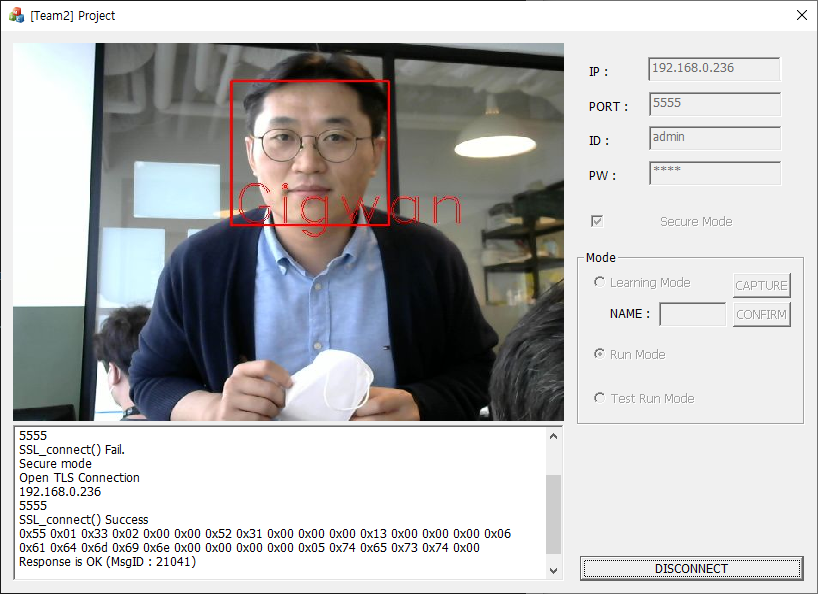 [Team2] Project
Gigwan
IP :
192.168.0.236
PORT :
5555
ID :
admin
PW :
****
Secure Mode
Mode
Learning Mode
CAPTURE
NAME :
CONFIRM
Run Mode
Test Run Mode
5555
SSL_connect() Fail.
Secure mode
Open TLS Connection
192.168.0.236
5555
SSL_connect() Success
0x55 0x01 0x33 0x02 0x00 0x00 0x52 0x31 0x00 0x00 0x00 0x13 0x00 0x00 0x00 0x06
0x61 0x64 0x6d 0x69 0x6e 0x00 0x00 0x00 0x00 0x05 0x74 0x65 0x73 0x74 0x00
Response is OK (MsgID : 21041)
DISCONNECT